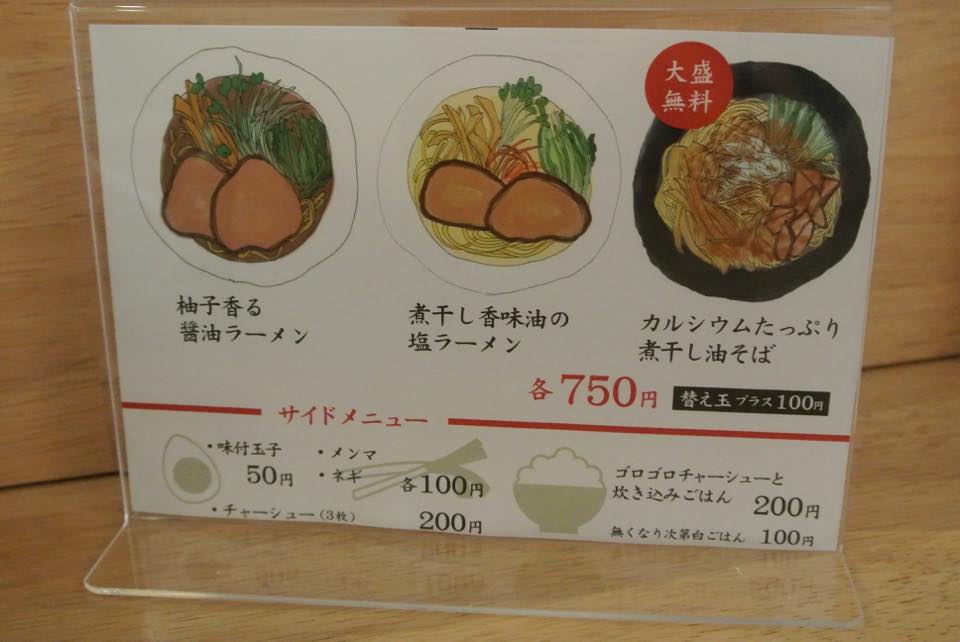 大盛
無料
柚子香る
醤油ラーメン
煮干し香味油の
塩ラーメン
カルシウムたっぷり
煮干し油そば
各750円
替え玉 プラス100円
サイドメニュー
・味付玉子
50円
・メンマ
・ネギ
各100円
・チャーシュー(3枚)
200円
ゴロゴロチャーシューと
炊き込みごはん 200円
無くなり次第白ごはん 100円